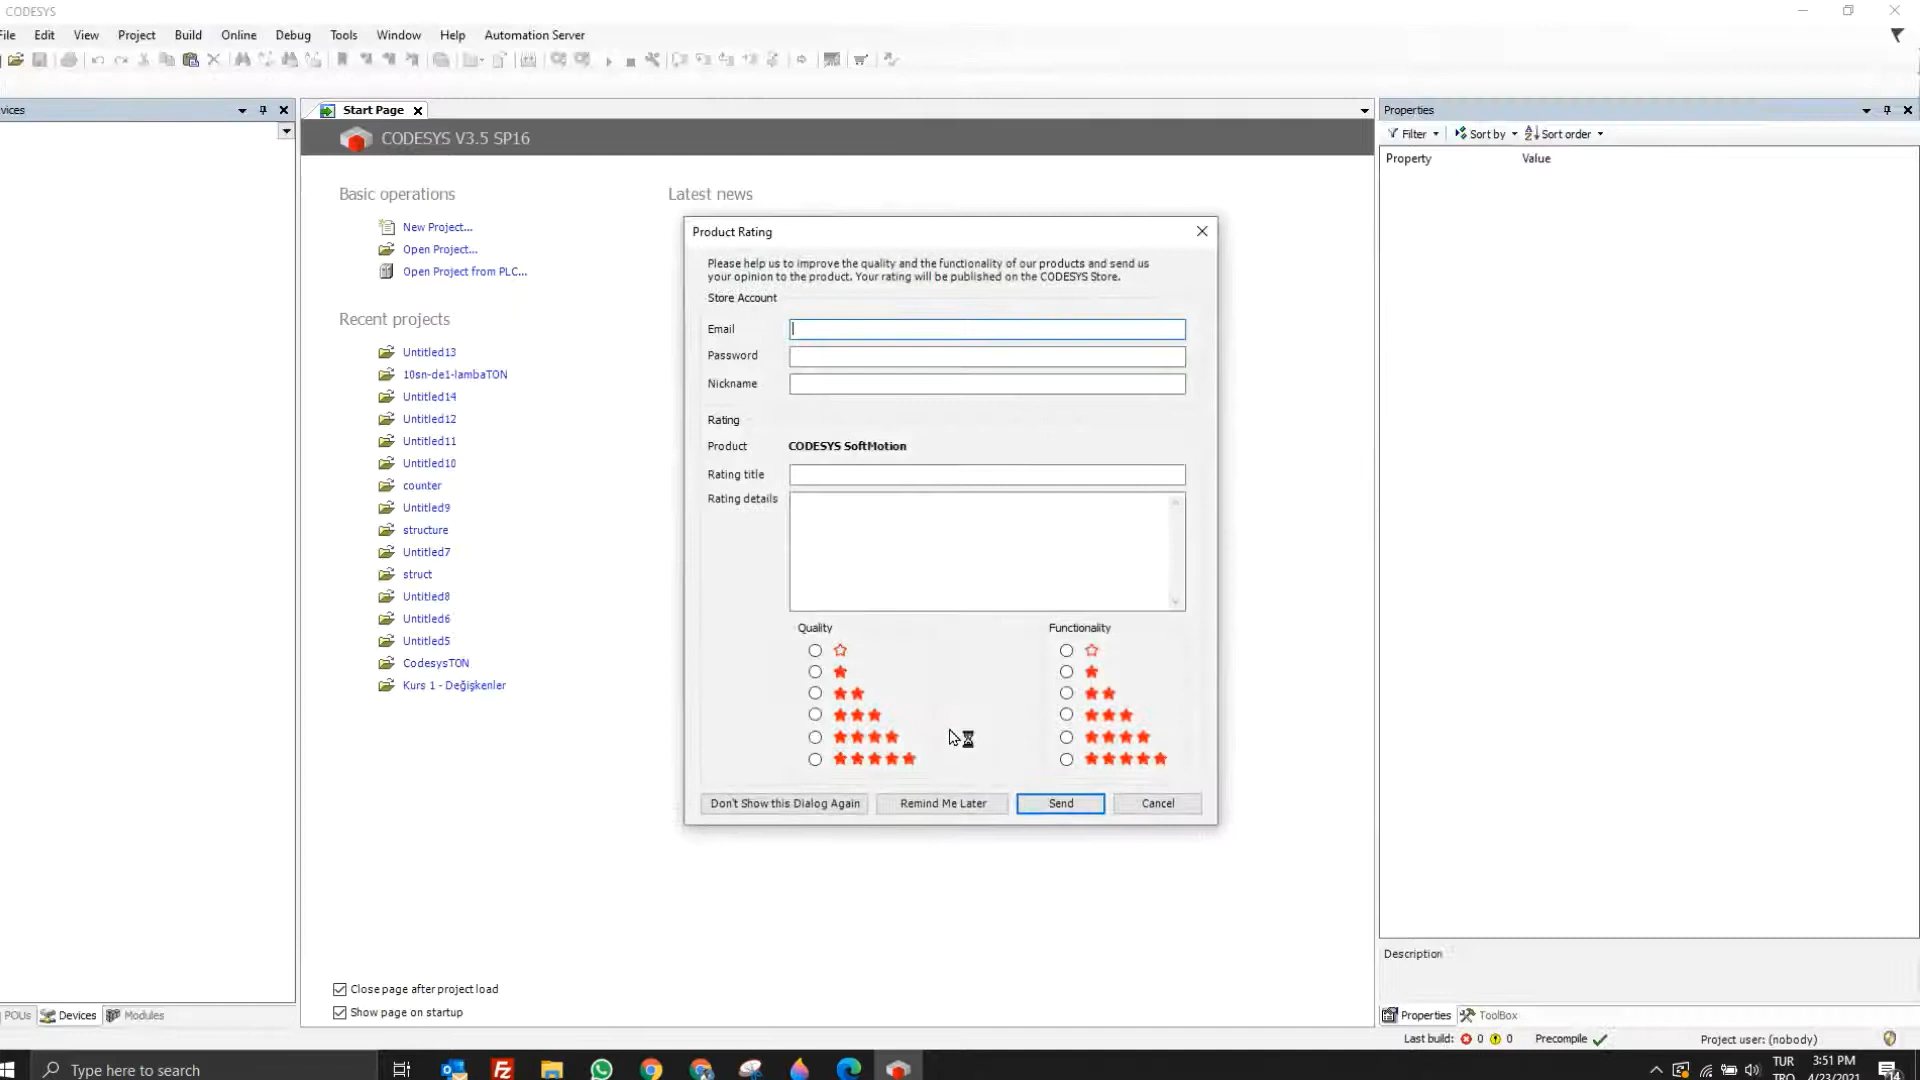 CODESYS
File Edit View Project Build Online Debug Tools Window Help Automation Server
vices
Start Page
Properties
CODESYS V3.5 SP16
Filter Sort by Sort order
Property Value
Basic operations
New Project...
Open Project...
Open Project from PLC...
Recent projects
Untitled13
10sn-de1-lambaTON
Untitled14
Untitled12
Untitled11
Untitled10
counter
Untitled9
structure
Untitled7
struct
Untitled8
Untitled6
Untitled5
CodesysTON
Kurs 1 - Değişkenler
Latest news
Product Rating
Please help us to improve the quality and the functionality of our products and send us
your opinion to the product. Your rating will be published on the CODESYS Store.
Store Account
Email
Password
Nickname
Rating
Product CODESYS SoftMotion
Rating title
Rating details
Quality Functionality
Don't Show this Dialog Again Remind Me Later Send Cancel
Close page after project load
Show page on startup
Description
POUs Devices Modules
Properties ToolBox
Last build: 0 0 Precompile Project user: (nobody)
Type here to search
TUR 3:51 PM
TRQ 4/23/2021
14